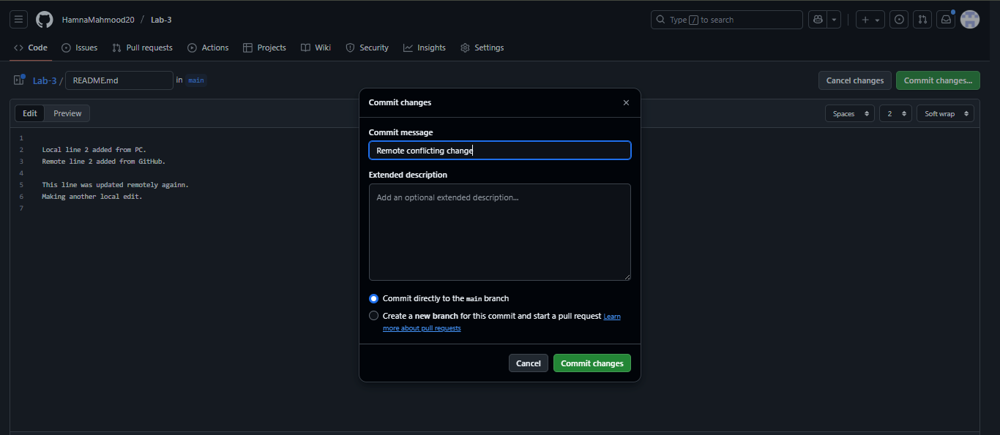 HamnaMahmood20 / Lab-3
Type / to search
Code Issues Pull requests Actions Projects Wiki Security Insights Settings
Lab-3 / README.md in main
Cancel changes Commit changes...
Edit Preview
Spaces 2 Soft wrap
1
2 Local line 2 added from PC.
3 Remote line 2 added from GitHub.
4
5 This line was updated remotely againn.
6 Making another local edit.
7
Commit changes
Commit message
Remote conflicting change
Extended description
Add an optional extended description...
Commit directly to the main branch
Create a new branch for this commit and start a pull request Learn
more about pull requests
Cancel Commit changes